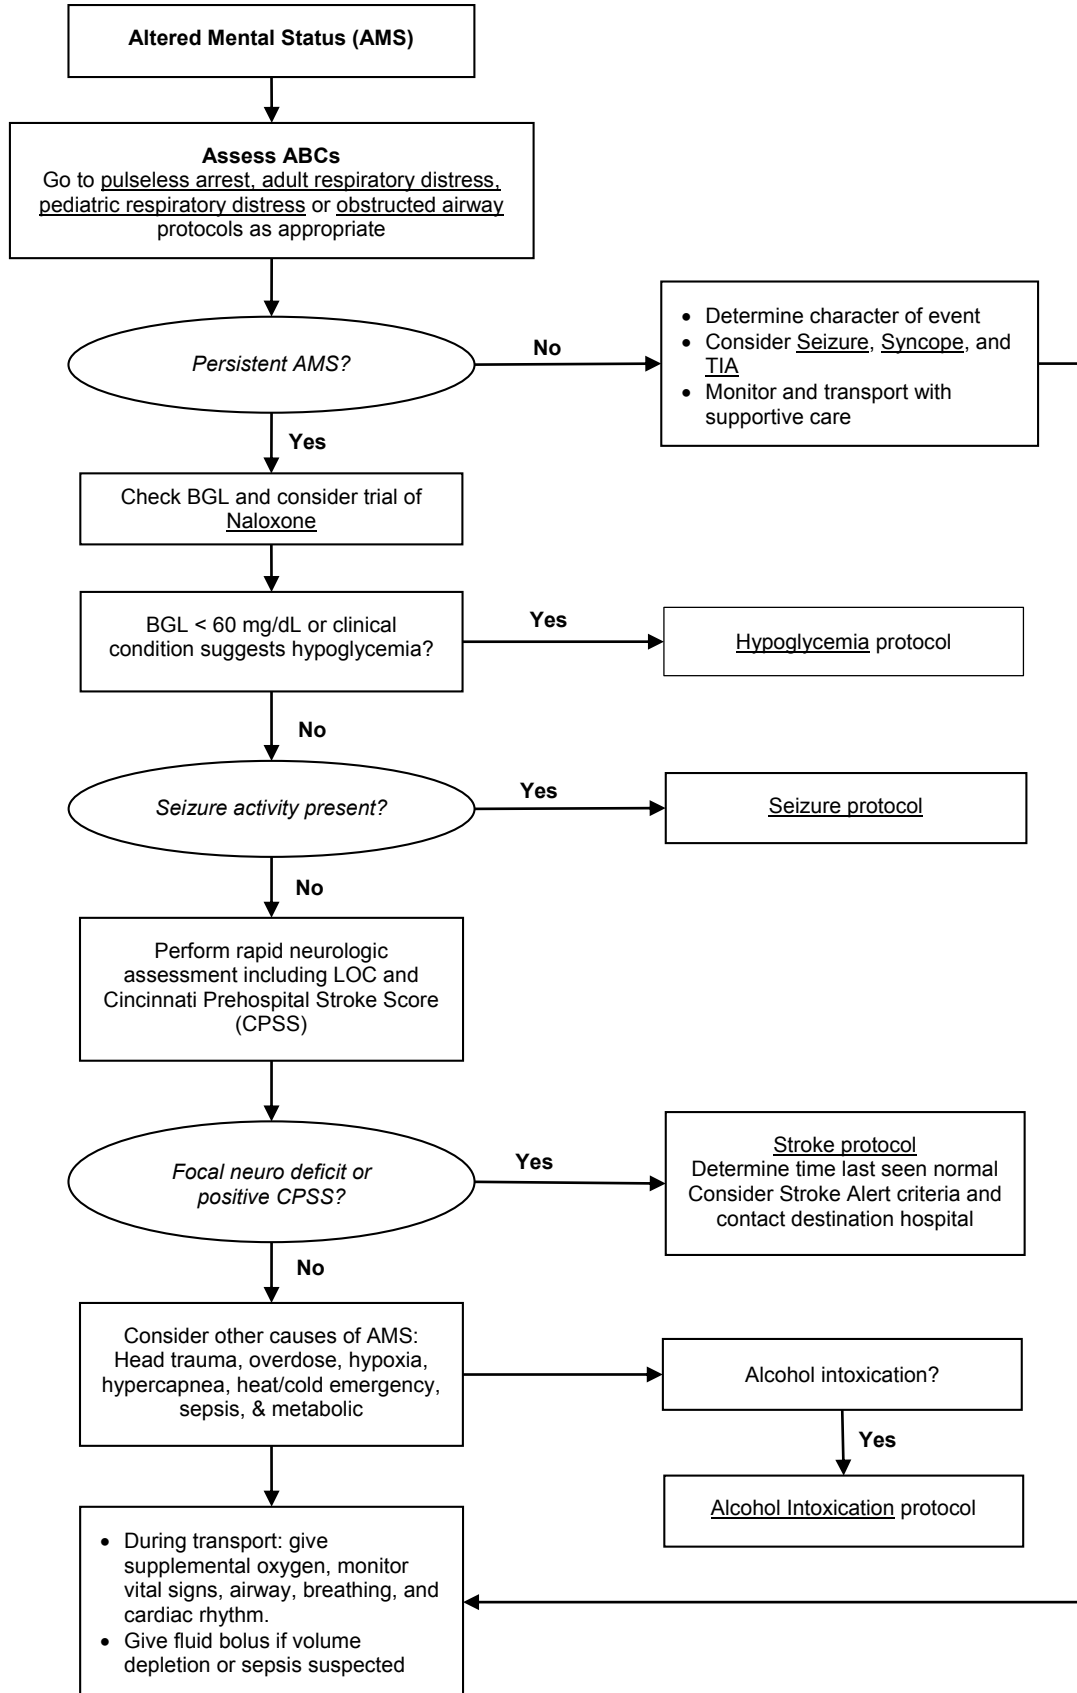 Altered Mental Status (AMS)
Assess ABCs
Go to pulseless arrest, adult respiratory distress,
pediatric respiratory distress or obstructed airway
protocols as appropriate
Persistent AMS?
No
• Determine character of event
• Consider Seizure, Syncope, and
TIA
• Monitor and transport with
supportive care
Yes
Check BGL and consider trial of
Naloxone
BGL < 60 mg/dL or clinical
condition suggests hypoglycemia?
Yes
Hypoglycemia protocol
No
Seizure activity present?
Yes
Seizure protocol
No
Perform rapid neurologic
assessment including LOC and
Cincinnati Prehospital Stroke Score
(CPSS)
Focal neuro deficit or
positive CPSS?
Yes
Stroke protocol
Determine time last seen normal
Consider Stroke Alert criteria and
contact destination hospital
No
Consider other causes of AMS:
Head trauma, overdose, hypoxia,
hypercapnea, heat/cold emergency,
sepsis, & metabolic
Alcohol intoxication?
Yes
Alcohol Intoxication protocol
• During transport: give
supplemental oxygen, monitor
vital signs, airway, breathing, and
cardiac rhythm.
• Give fluid bolus if volume
depletion or sepsis suspected